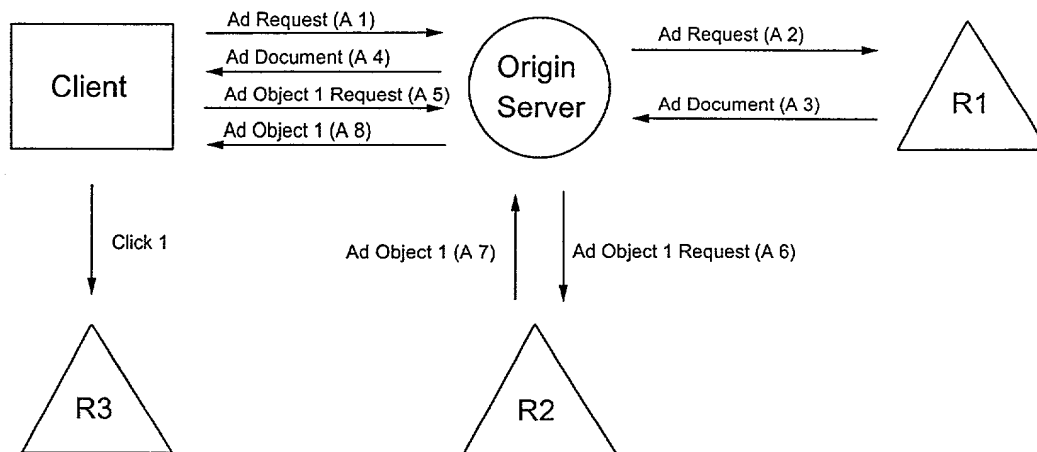 Ad Request (A 1)
Ad Request (A 2)
Client
Ad Document (A 4)
Origin
Server
Ad Object 1 Request (A 5)
Ad Document (A 3)
R1
Ad Object 1 (A 8)
Click 1
Ad Object 1 (A 7)
Ad Object 1 Request (A 6)
R3
R2